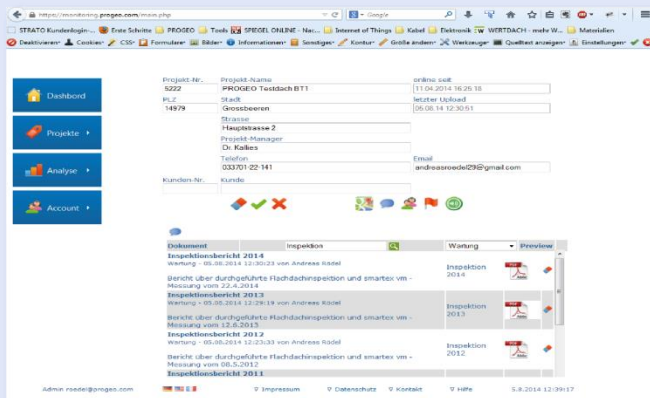 https://monitoring.progeo.com/main.php
Google
STRATO Kundenlogin-... Erste Schritte PROGEO Tools SPIEGEL ONLINE - Nac... Internet of Things Kabel Elektronik WERTDACH - mehr W... Materialien
Deaktivieren Cookies CSS Formulare Bilder Informationen Sonstiges Kontur Größe ändern Werkzeuge Quelltext anzeigen Einstellungen
Projekt-Nr. Projekt-Name online seit
5222 PROGEO Testdach BT1 11.04.2014 16:25:18
Dashbord
PLZ Stadt letzter Upload
14979 Grossbeeren 05.08.14 12:30:51
Strasse
Hauptstrasse 2
Projekte
Projekt-Manager
Dr. Kallies
Telefon Email
033701-22-141 andreasroedel29@gmail.com
Analyse
Kunden-Nr. Kunde
Account
Dokument Inspektion Wartung Preview
Inspektionsbericht 2014
Wartung - 05.08.2014 12:30:23 von Andreas Rödel
Inspektion 2014
Bericht über durchgeführte Flachdachinspektion und smartex vm -
Messung vom 22.4.2014
Inspektionsbericht 2013
Wartung - 05.08.2014 12:29:19 von Andreas Rödel
Inspektion 2013
Bericht über durchgeführte Flachdachinspektion und smartex vm -
Messung vom 12.6.2013
Inspektionsbericht 2012
Wartung - 05.08.2014 12:23:33 von Andreas Rödel
Inspektion 2012
Bericht über durchgeführte Flachdachinspektion und smartex vm -
Messung vom 08.5.2012
Inspektionsbericht 2011
Admin roedel@progeo.com Impressum Datenschutz Kontakt Hilfe 5.8.2014 12:39:17